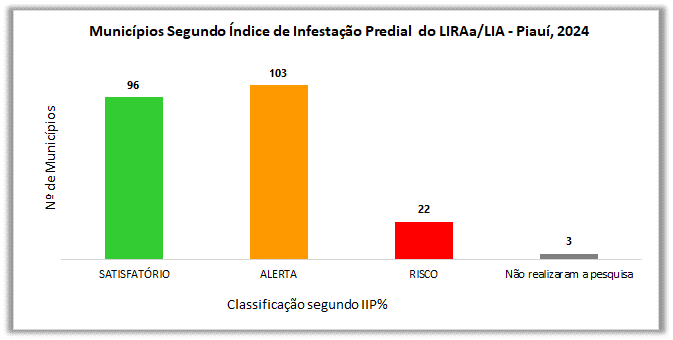 Municípios Segundo Índice de Infestação Predial do LIRAa/LIA - Piauí, 2024
Nº de Municípios
96
103
22
3
SATISFATÓRIO
ALERTA
RISCO
Não realizaram a pesquisa
Classificação segundo IIP%